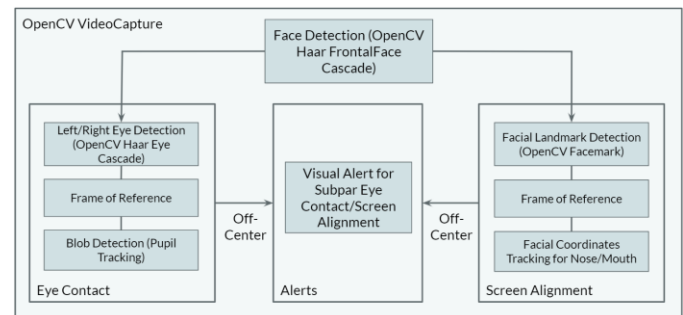 OpenCV VideoCapture
Face Detection (OpenCV
Haar FrontalFace
Cascade)
Left/Right Eye Detection
(OpenCV Haar Eye
Cascade)
Frame of Reference
Blob Detection (Pupil
Tracking)
Eye Contact
Off-
Center
Visual Alert for
Subpar Eye
Contact/Screen
Alignment
Alerts
Off-
Center
Facial Landmark Detection
(OpenCV Facemark)
Frame of Reference
Facial Coordinates
Tracking for Nose/Mouth
Screen Alignment